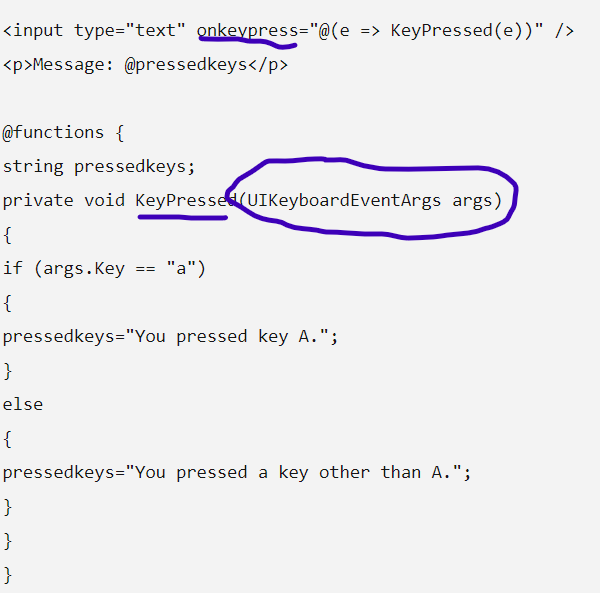 <input type="text" onkeypress="@(e => KeyPressed(e))" />
<p>Message: @pressedkeys</p>
@functions {
string pressedkeys;
private void KeyPressed(UIKeyboardEventArgs args)
{
if (args.Key == "a")
{
pressedkeys="You pressed key A.";
}
else
{
pressedkeys="You pressed a key other than A.";
}
}
}